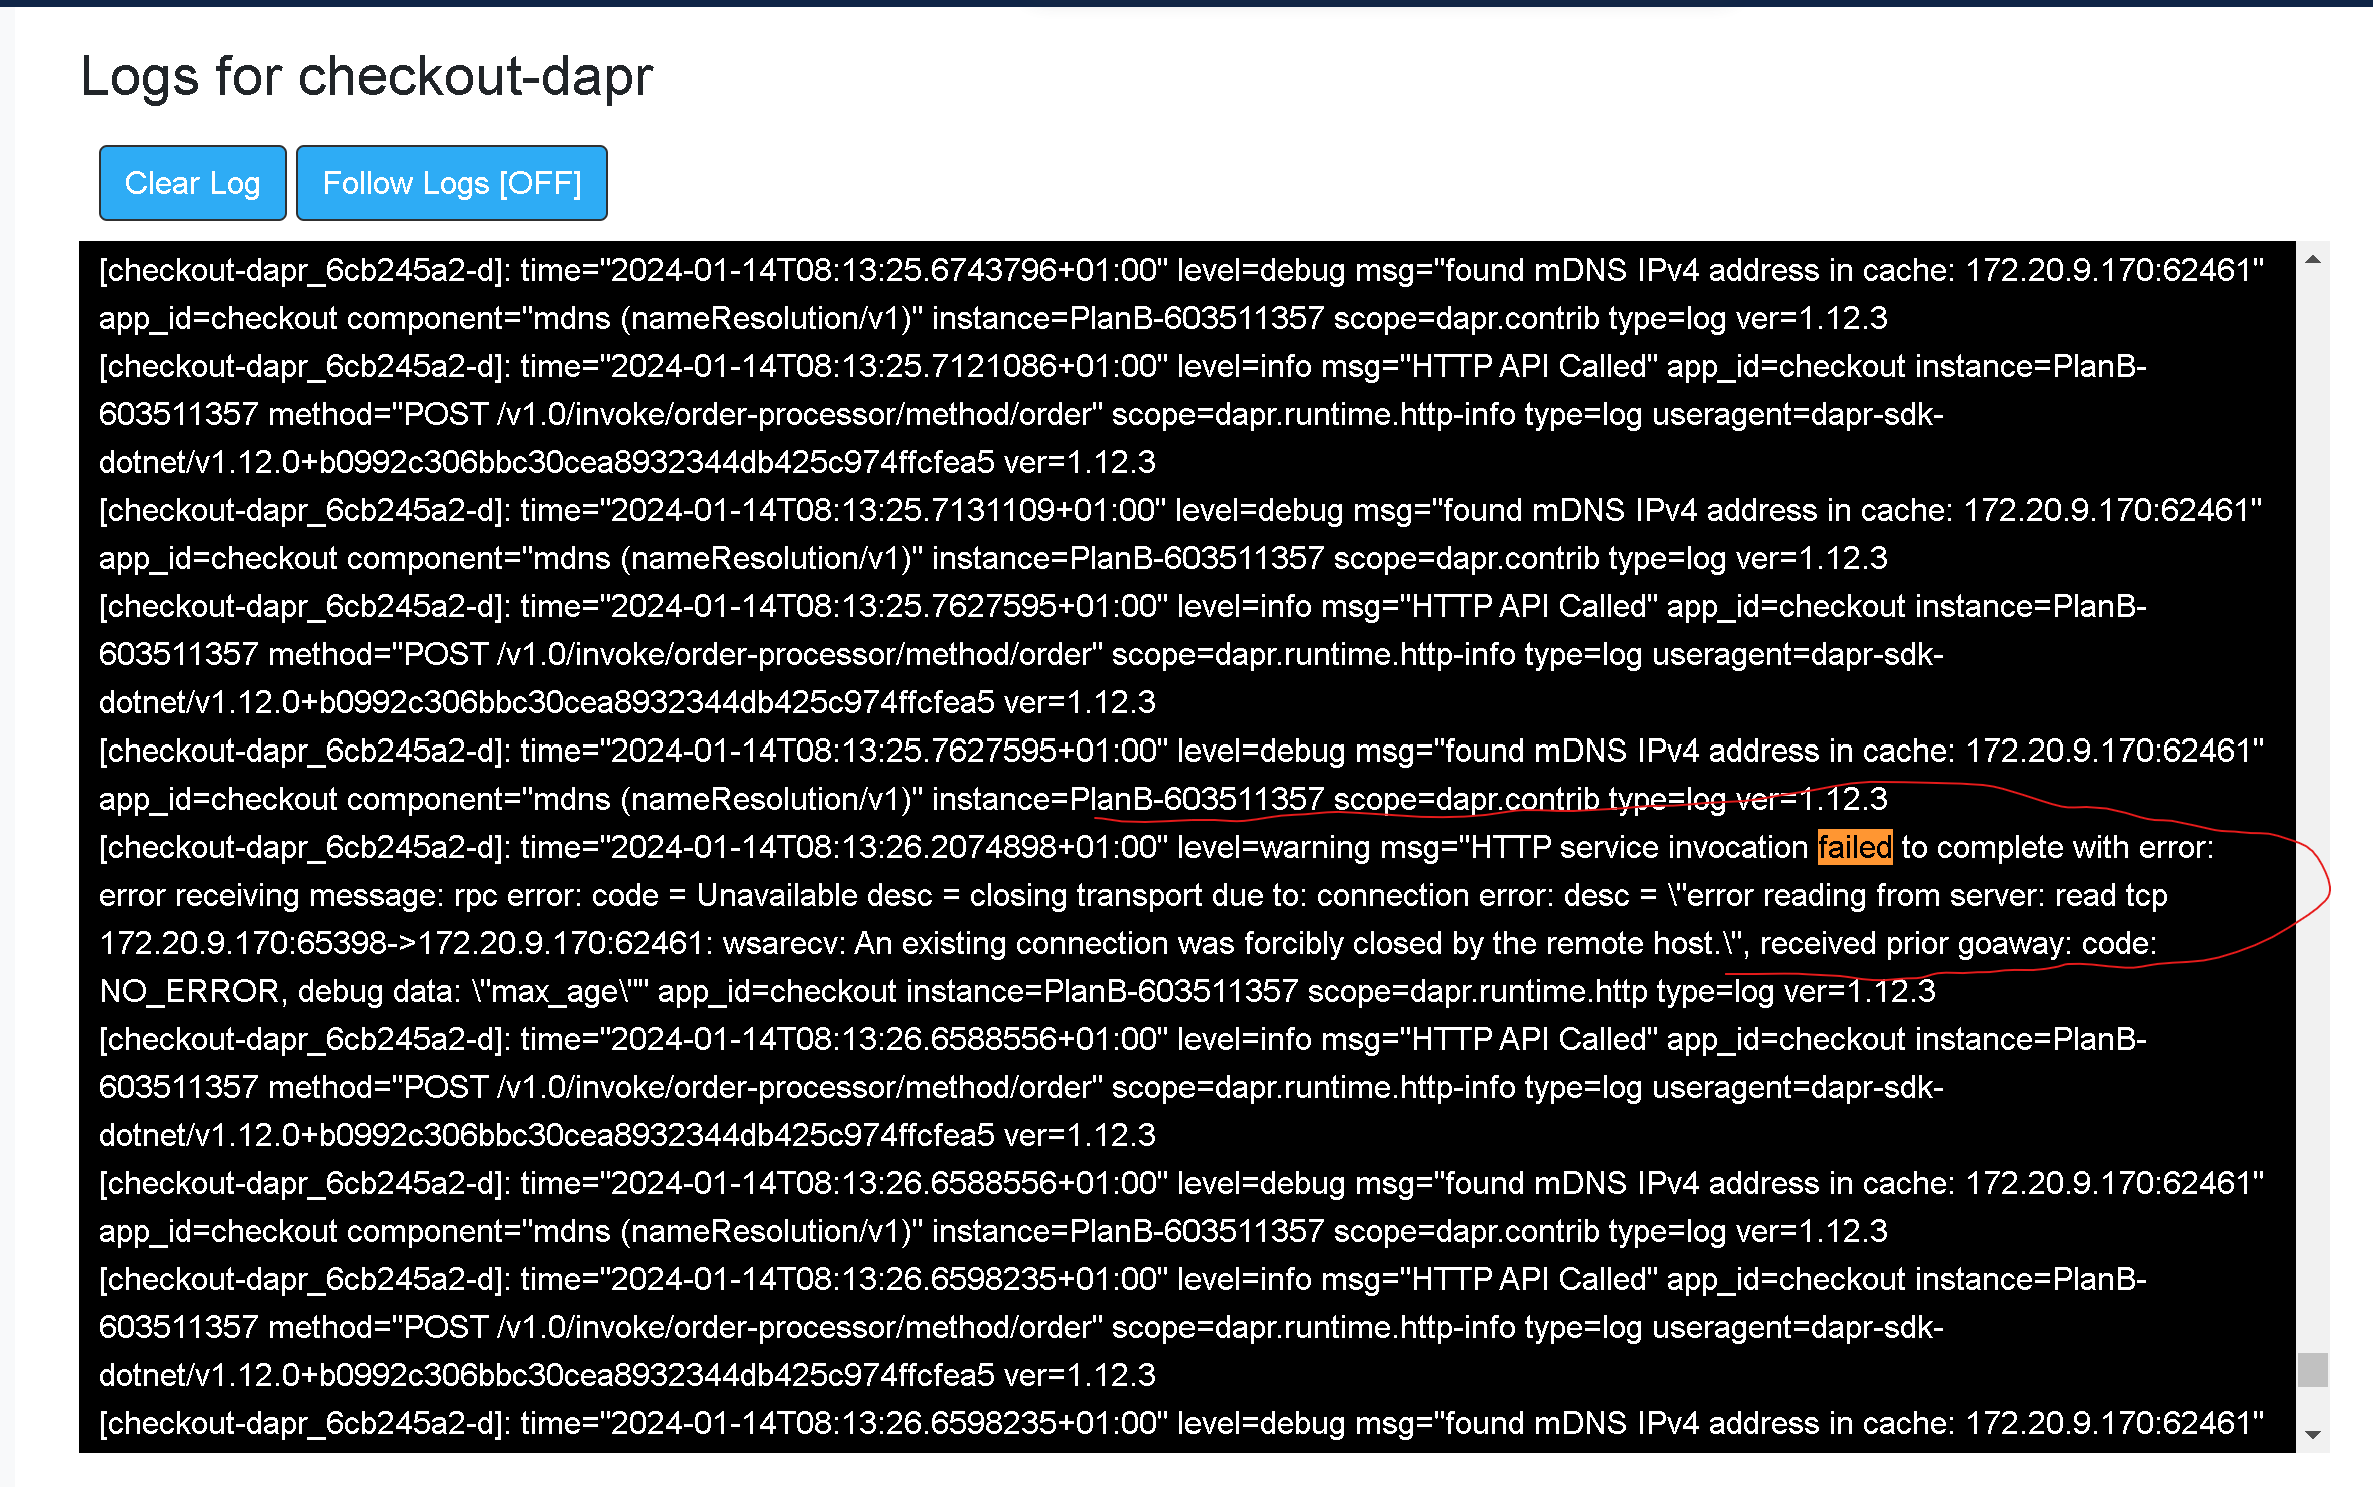 Logs for checkout-dapr
Clear Log
Follow Logs [OFF]
[checkout-dapr_6cb245a2-d]: time="2024-01-14T08:13:25.6743796+01:00" level=debug msg="found mDNS IPv4 address in cache: 172.20.9.170:62461"
app_id=checkout component="mdns (nameResolution/v1)" instance=PlanB-603511357 scope=dapr.contrib type=log ver=1.12.3
[checkout-dapr_6cb245a2-d]: time="2024-01-14T08:13:25.7121086+01:00" level=info msg="HTTP API Called" app_id=checkout instance=PlanB-
603511357 method="POST /v1.0/invoke/order-processor/method/order" scope=dapr.runtime.http-info type=log useragent=dapr-sdk-
dotnet/v1.12.0+b0992c306bbc30cea8932344db425c974ffcfea5 ver=1.12.3
[checkout-dapr_6cb245a2-d]: time="2024-01-14T08:13:25.7131109+01:00" level=debug msg="found mDNS IPv4 address in cache: 172.20.9.170:62461"
app_id=checkout component="mdns (nameResolution/v1)" instance=PlanB-603511357 scope=dapr.contrib type=log ver=1.12.3
[checkout-dapr_6cb245a2-d]: time="2024-01-14T08:13:25.7627595+01:00" level=info msg="HTTP API Called" app_id=checkout instance=PlanB-
603511357 method="POST /v1.0/invoke/order-processor/method/order" scope=dapr.runtime.http-info type=log useragent=dapr-sdk-
dotnet/v1.12.0+b0992c306bbc30cea8932344db425c974ffcfea5 ver=1.12.3
[checkout-dapr_6cb245a2-d]: time="2024-01-14T08:13:25.7627595+01:00" level=debug msg="found mDNS IPv4 address in cache: 172.20.9.170:62461"
app_id=checkout component="mdns (nameResolution/v1)" instance=PlanB-603511357 scope=dapr.contrib type=log ver=1.12.3
[checkout-dapr_6cb245a2-d]: time="2024-01-14T08:13:26.2074898+01:00" level=warning msg="HTTP service invocation failed to complete with error:
error receiving message: rpc error: code = Unavailable desc = closing transport due to: connection error: desc = \"error reading from server: read tcp
172.20.9.170:65398->172.20.9.170:62461: wsarecv: An existing connection was forcibly closed by the remote host.\", received prior goaway: code:
NO_ERROR, debug data: \"max_age\"" app_id=checkout instance=PlanB-603511357 scope=dapr.runtime.http type=log ver=1.12.3
[checkout-dapr_6cb245a2-d]: time="2024-01-14T08:13:26.6588556+01:00" level=info msg="HTTP API Called" app_id=checkout instance=PlanB-
603511357 method="POST /v1.0/invoke/order-processor/method/order" scope=dapr.runtime.http-info type=log useragent=dapr-sdk-
dotnet/v1.12.0+b0992c306bbc30cea8932344db425c974ffcfea5 ver=1.12.3
[checkout-dapr_6cb245a2-d]: time="2024-01-14T08:13:26.6588556+01:00" level=debug msg="found mDNS IPv4 address in cache: 172.20.9.170:62461"
app_id=checkout component="mdns (nameResolution/v1)" instance=PlanB-603511357 scope=dapr.contrib type=log ver=1.12.3
[checkout-dapr_6cb245a2-d]: time="2024-01-14T08:13:26.6598235+01:00" level=info msg="HTTP API Called" app_id=checkout instance=PlanB-
603511357 method="POST /v1.0/invoke/order-processor/method/order" scope=dapr.runtime.http-info type=log useragent=dapr-sdk-
dotnet/v1.12.0+b0992c306bbc30cea8932344db425c974ffcfea5 ver=1.12.3
[checkout-dapr_6cb245a2-d]: time="2024-01-14T08:13:26.6598235+01:00" level=debug msg="found mDNS IPv4 address in cache: 172.20.9.170:62461"